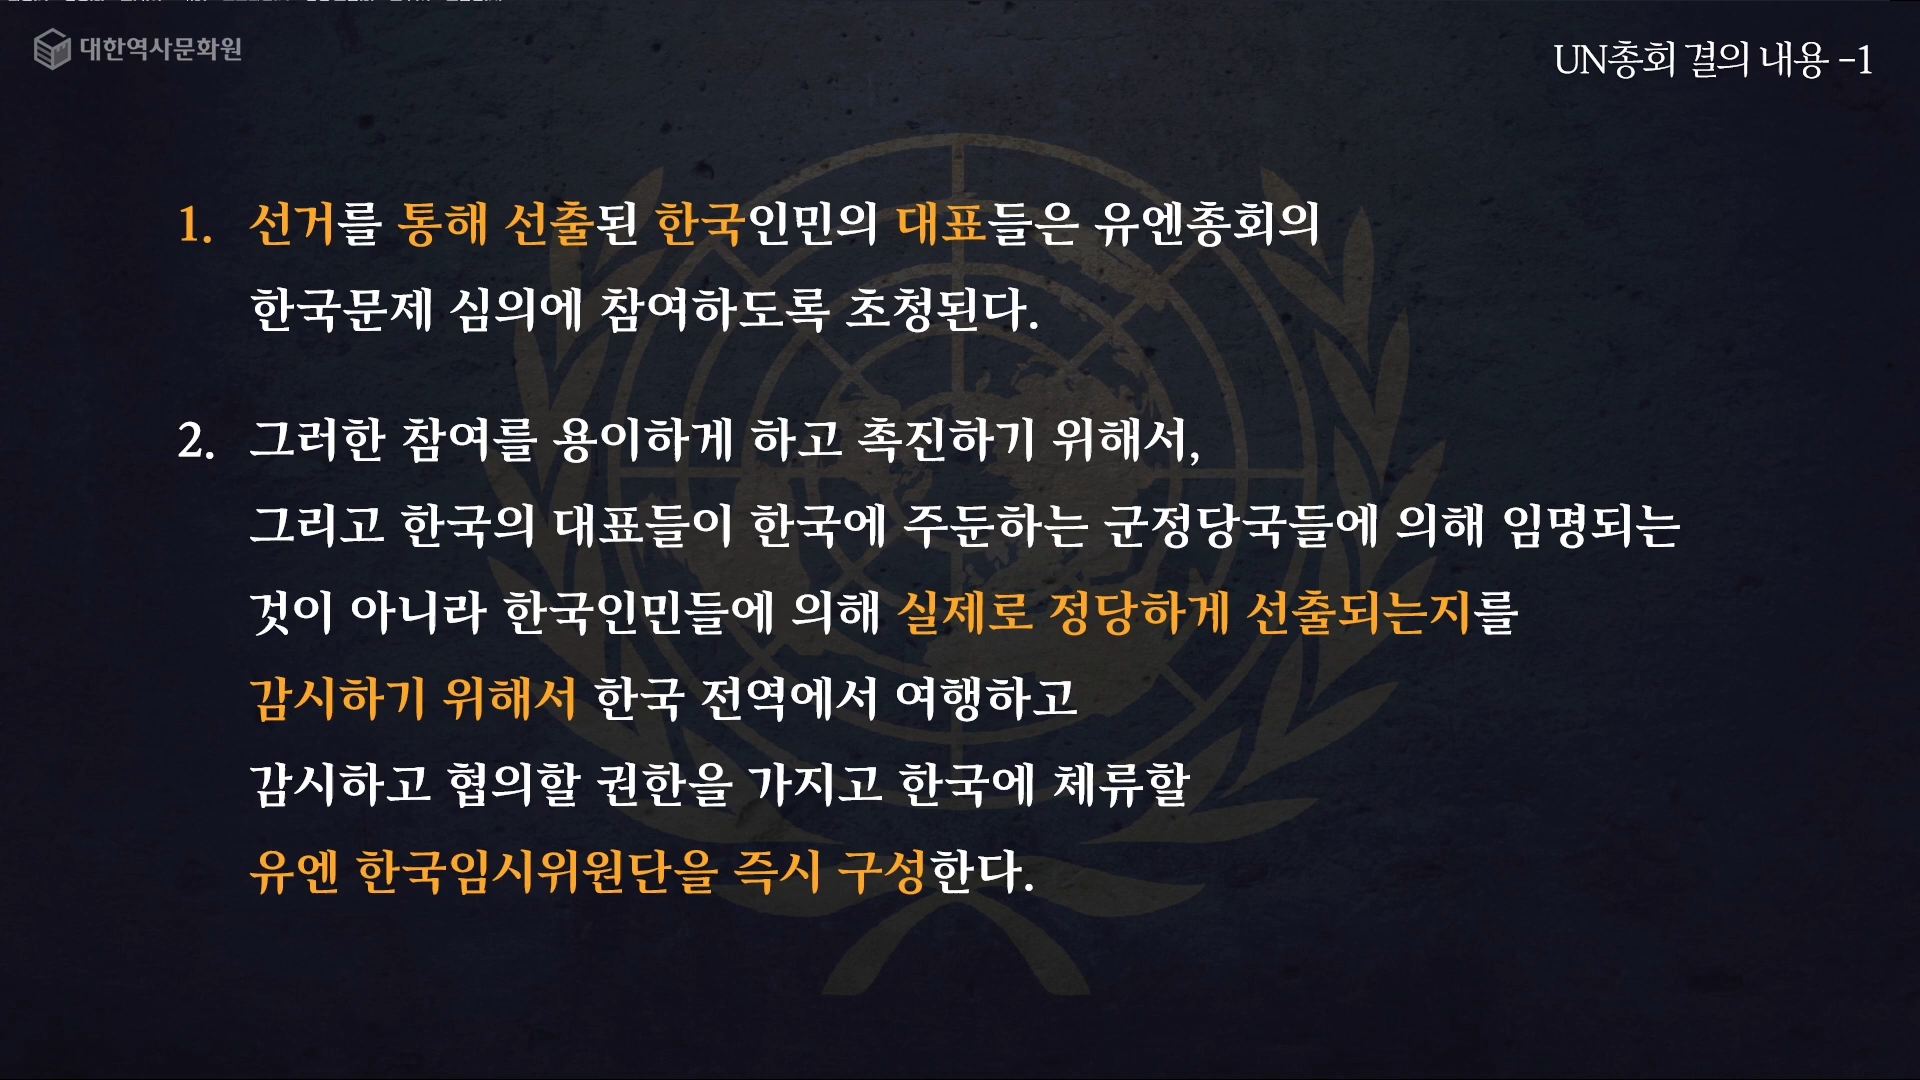 대한역사문화원
UN총회 결의 내용 -1
1. 선거를 통해 선출된 한국인민의 대표들은 유엔총회의
한국문제 심의에 참여하도록 초청된다.
2. 그러한 참여를 용이하게 하고 촉진하기 위해서,
그리고 한국의 대표들이 한국에 주둔하는 군정당국들에 의해 임명되는
것이 아니라 한국인민들에 의해 실제로 정당하게 선출되는지를
감시하기 위해서 한국 전역에서 여행하고
감시하고 협의할 권한을 가지고 한국에 체류할
유엔 한국임시위원단을 즉시 구성한다.